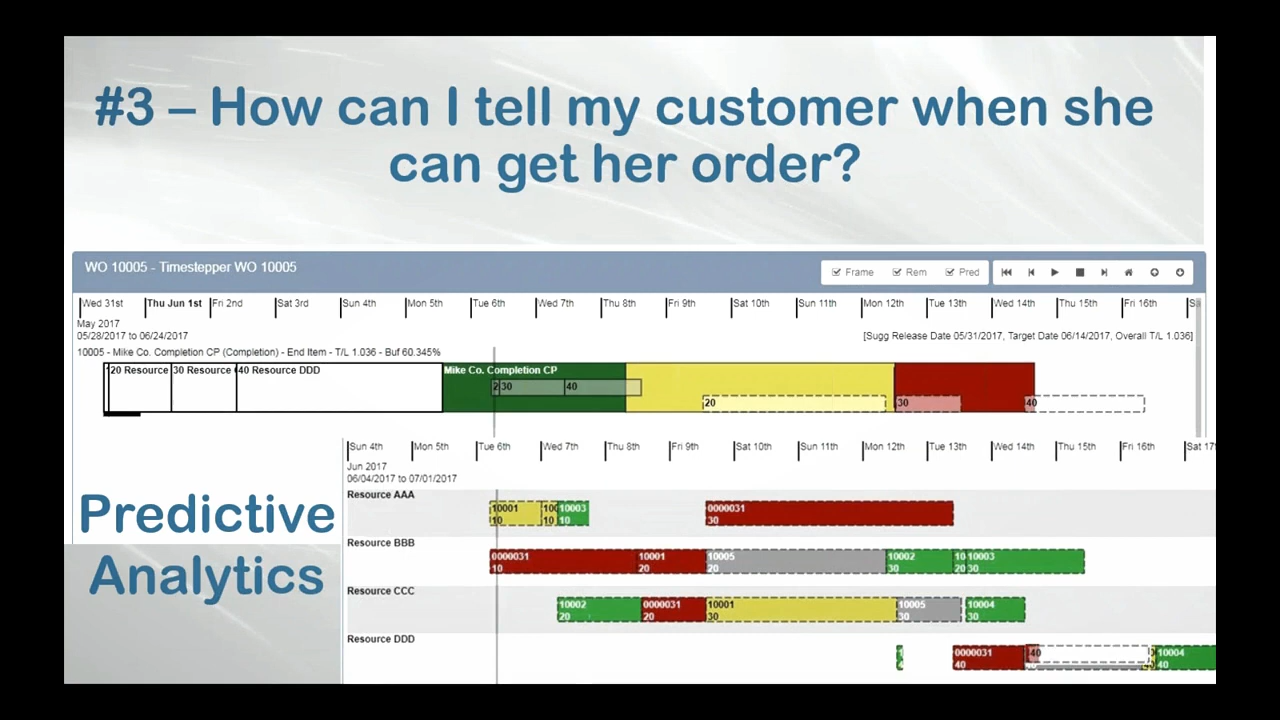 #3 – How can I tell my customer when she
can get her order?
WO 10005 - Timestepper WO 10005
Frame Rem Pred
Wed 31st Thu Jun 1st Fri 2nd Sat 3rd Sun 4th Mon 5th Tue 6th Wed 7th Thu 8th Fri 9th Sat 10th Sun 11th Mon 12th Tue 13th Wed 14th Thu 15th Fri 16th Sa
May 2017
05/28/2017 to 06/24/2017 [Sugg Release Date 05/31/2017, Target Date 06/14/2017, Overall T/L 1.036]
10005 - Mike Co. Completion CP (Completion) - End Item - T/L 1.036 - Buf 60.345%
20 Resource 30 Resource 40 Resource DDD Mike Co. Completion CP
2 30 40
20 30 40
Sun 4th Mon 5th Tue 6th Wed 7th Thu 8th Fri 9th Sat 10th Sun 11th Mon 12th Tue 13th Wed 14th Thu 15th Fri 16th Sat 17
Jun 2017
06/04/2017 to 07/01/2017
Predictive
Analytics
Resource AAA
10001 100 10003 0000031
10 10 10 30
Resource BBB
0000031 10001 10005 10002 10 10003
10 20 20 30 20 30
Resource CCC
10002 0000031 10001 10005 10004
20 20 30 30 30
Resource DDD
0000031 40 10004
40 40